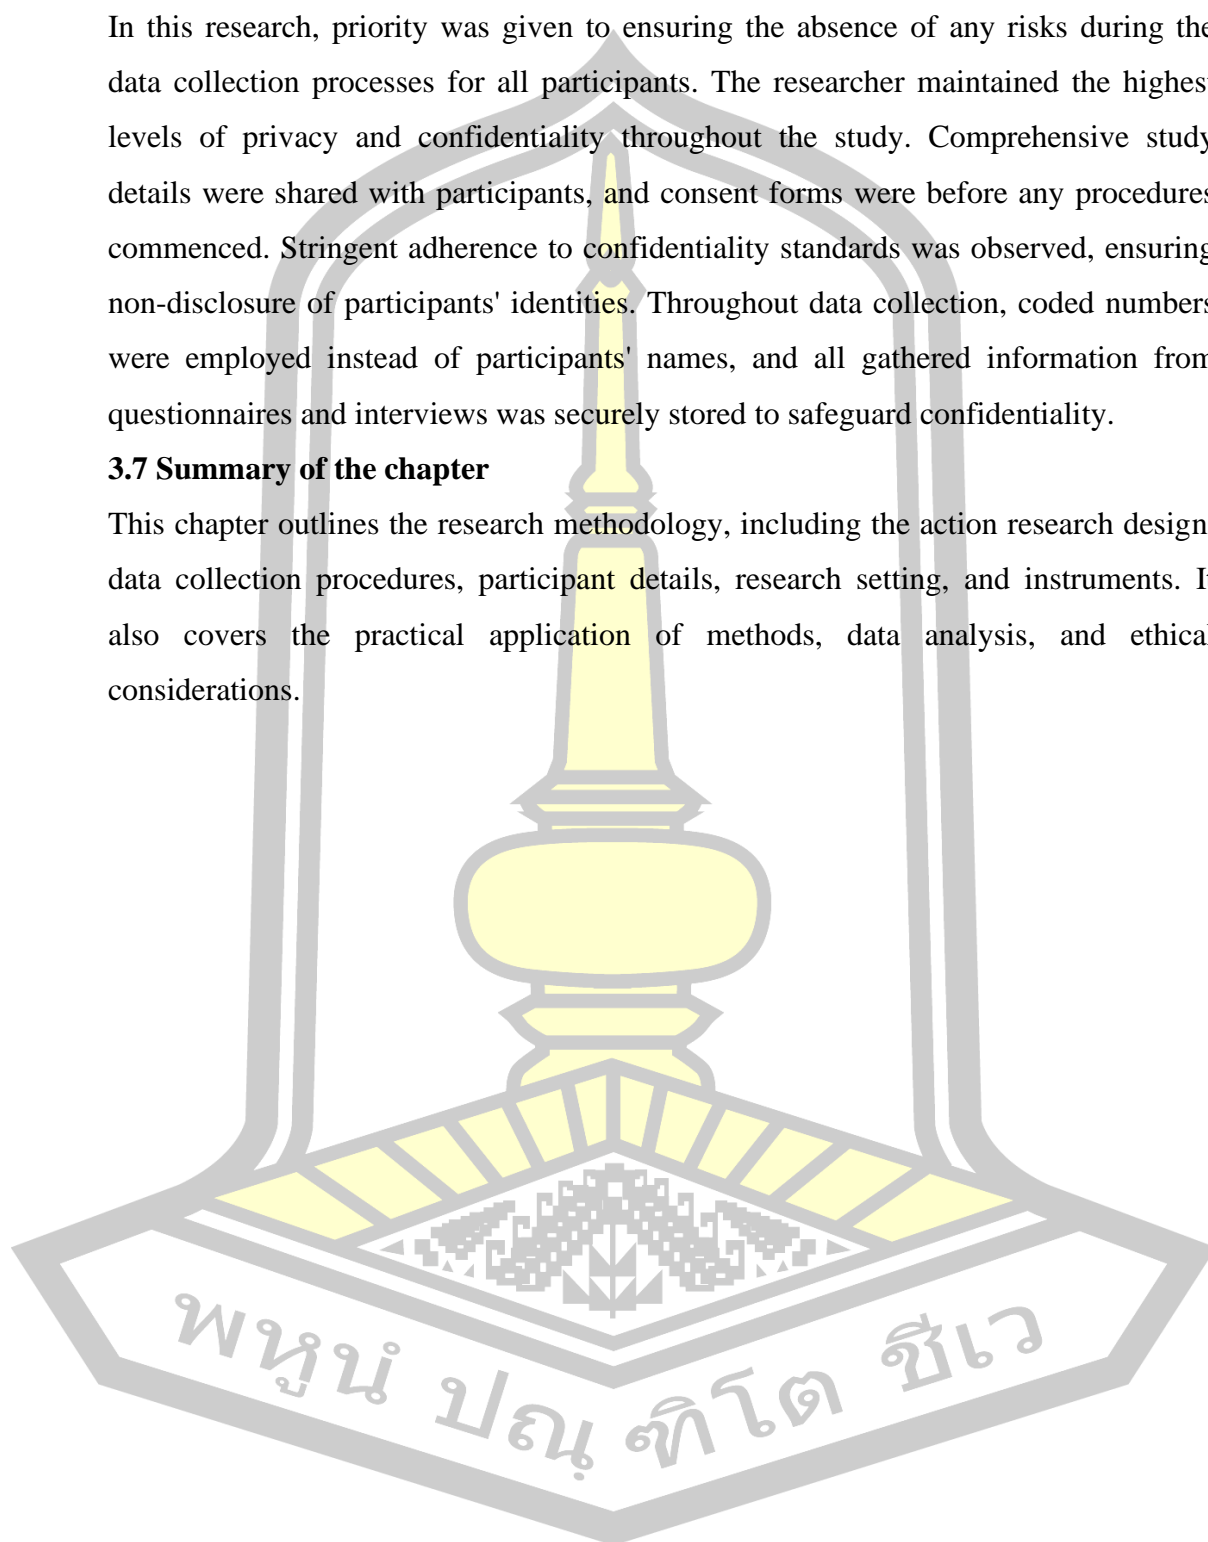 In this research, priority was given to ensuring the absence of any risks during the
data collection processes for all participants. The researcher maintained the highest
levels of privacy and confidentiality throughout the study. Comprehensive study
details were shared with participants, and consent forms were before any procedures
commenced. Stringent adherence to confidentiality standards was observed, ensuring
non-disclosure of participants' identities. Throughout data collection, coded numbers
were employed instead of participants' names, and all gathered information from
questionnaires and interviews was securely stored to safeguard confidentiality.
3.7 Summary of the chapter
This chapter outlines the research methodology, including the action research design
data collection procedures, participant details, research setting, and instruments. It
also covers the practical application of methods, data analysis, and ethical
considerations.
พหูนํ ปณฺฑิโต ชีเว